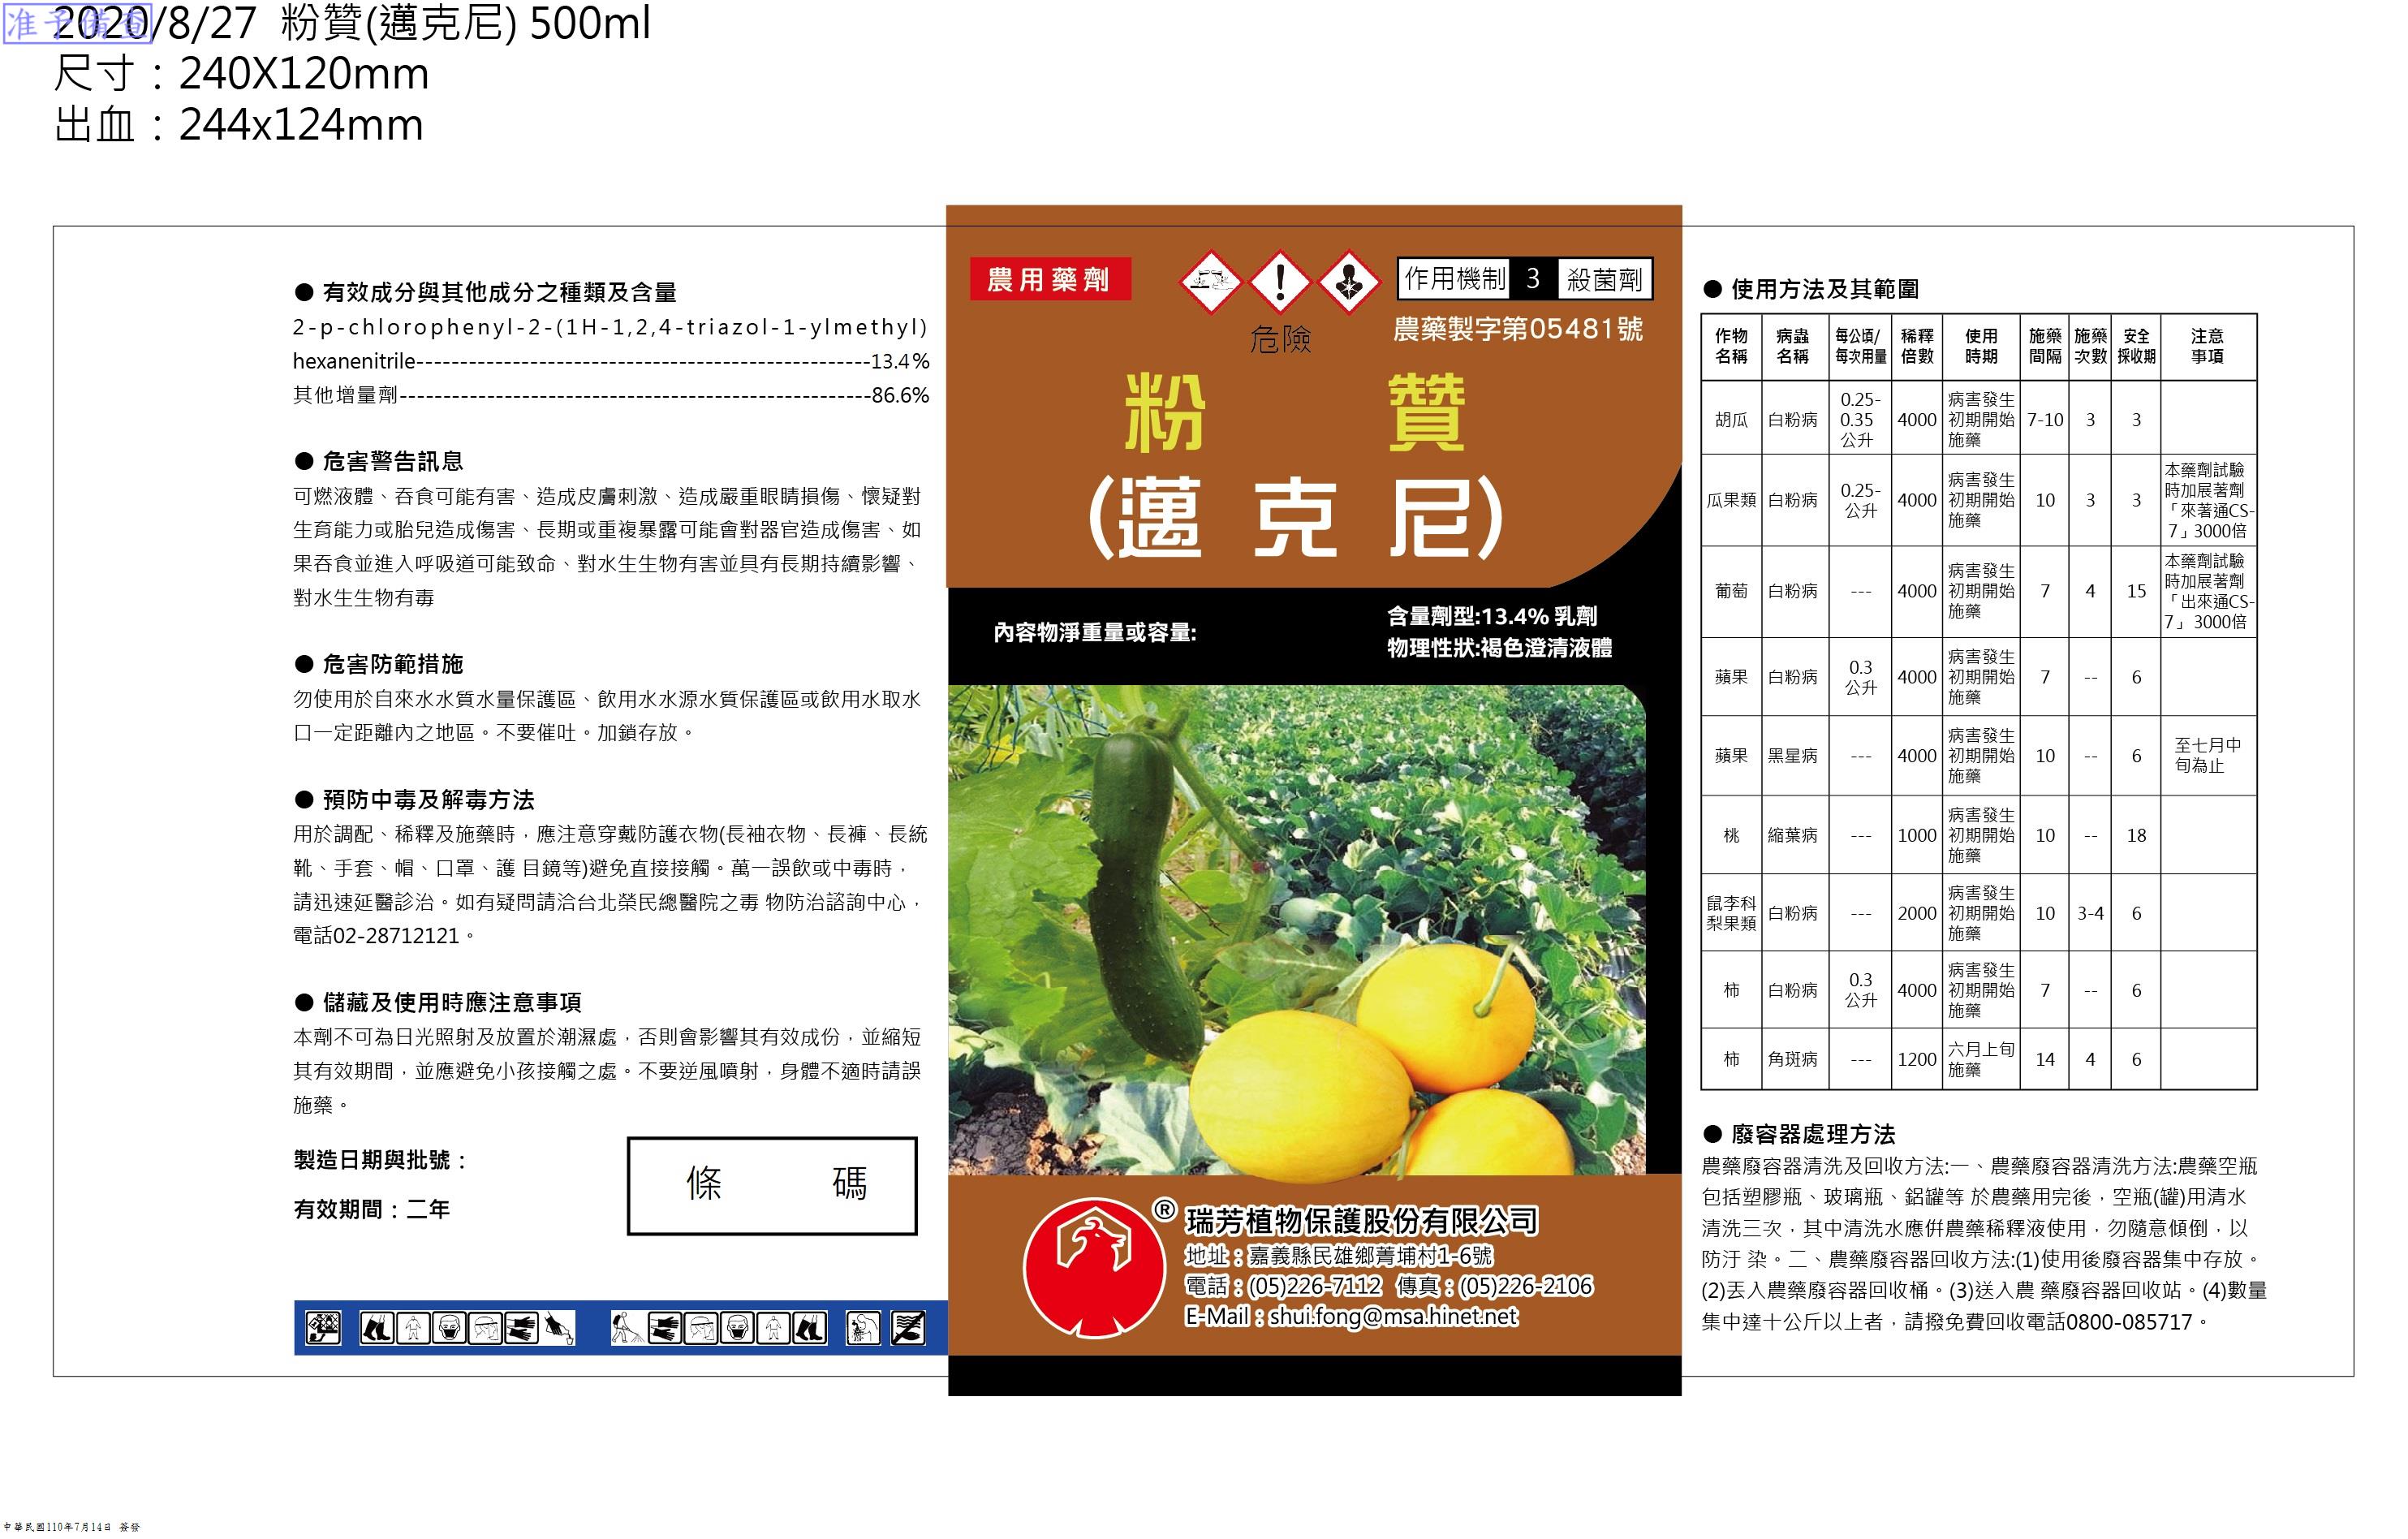 准予備查
2020/8/27 粉贊(邁克尼) 500ml
尺寸：240X120mm
出血：244x124mm
● 有效成分與其他成分之種類及含量
2-p-chlorophenyl-2-(1H-1,2,4-triazol-1-ylmethyl)
hexanenitrile----------------------------------------------------13.4%
其他增量劑------------------------------------------------------86.6%
● 危害警告訊息
可燃液體、吞食可能有害、造成皮膚刺激、造成嚴重眼睛損傷、懷疑對
生育能力或胎兒造成傷害、長期或重複暴露可能會對器官造成傷害、如
果吞食並進入呼吸道可能致命、對水生生物有害並具有長期持續影響、
對水生生物有毒
● 危害防範措施
勿使用於自來水水質水量保護區、飲用水水源水質保護區或飲用水取水
口一定距離內之地區。不要催吐。加鎖存放。
● 預防中毒及解毒方法
用於調配、稀釋及施藥時，應注意穿戴防護衣物(長袖衣物、長褲、長統
靴、手套、帽、口罩、護 目鏡等)避免直接接觸。萬一誤飲或中毒時，
請迅速延醫診治。如有疑問請洽台北榮民總醫院之毒 物防治諮詢中心，
電話02-28712121。
● 儲藏及使用時應注意事項
本劑不可為日光照射及放置於潮濕處，否則會影響其有效成份，並縮短
其有效期間，並應避免小孩接觸之處。不要逆風噴射，身體不適時請誤
施藥。
製造日期與批號：
有效期間：二年
條 碼
農用藥劑
危險
作用機制 3 殺菌劑
農藥製字第05481號
粉 贊
(邁 克 尼)
內容物淨重量或容量:
含量劑型:13.4% 乳劑
物理性狀:褐色澄清液體
® 瑞芳植物保護股份有限公司
地址：嘉義縣民雄鄉菁埔村1-6號
電話：(05)226-7112 傳真：(05)226-2106
E-Mail：shui.fong@msa.hinet.net
● 使用方法及其範圍
作物名稱 病蟲名稱 每公頃/每次用量 稀釋倍數 使用時期 施藥間隔 施藥次數 安全採收期 注意事項
胡瓜 白粉病 0.25-0.35公升 4000 病害發生初期開始施藥 7-10 3 3
瓜果類 白粉病 0.25-公升 4000 病害發生初期開始施藥 10 3 3 本藥劑試驗時加展著劑「來著通CS-7」3000倍
葡萄 白粉病 --- 4000 病害發生初期開始施藥 7 4 15 本藥劑試驗時加展著劑「出來通CS-7」 3000倍
蘋果 白粉病 0.3公升 4000 病害發生初期開始施藥 7 -- 6
蘋果 黑星病 --- 4000 病害發生初期開始施藥 10 -- 6 至七月中旬為止
桃 縮葉病 --- 1000 病害發生初期開始施藥 10 -- 18
鼠李科梨果類 白粉病 --- 2000 病害發生初期開始施藥 10 3-4 6
柿 白粉病 0.3公升 4000 病害發生初期開始施藥 7 -- 6
柿 角斑病 --- 1200 六月上旬施藥 14 4 6
● 廢容器處理方法
農藥廢容器清洗及回收方法:一、農藥廢容器清洗方法:農藥空瓶
包括塑膠瓶、玻璃瓶、鋁罐等 於農藥用完後，空瓶(罐)用清水
清洗三次，其中清洗水應倂農藥稀釋液使用，勿隨意傾倒，以
防汙 染。二、農藥廢容器回收方法:(1)使用後廢容器集中存放。
(2)丟入農藥廢容器回收桶。(3)送入農 藥廢容器回收站。(4)數量
集中達十公斤以上者，請撥免費回收電話0800-085717。
中華民國110年7月14日 簽發